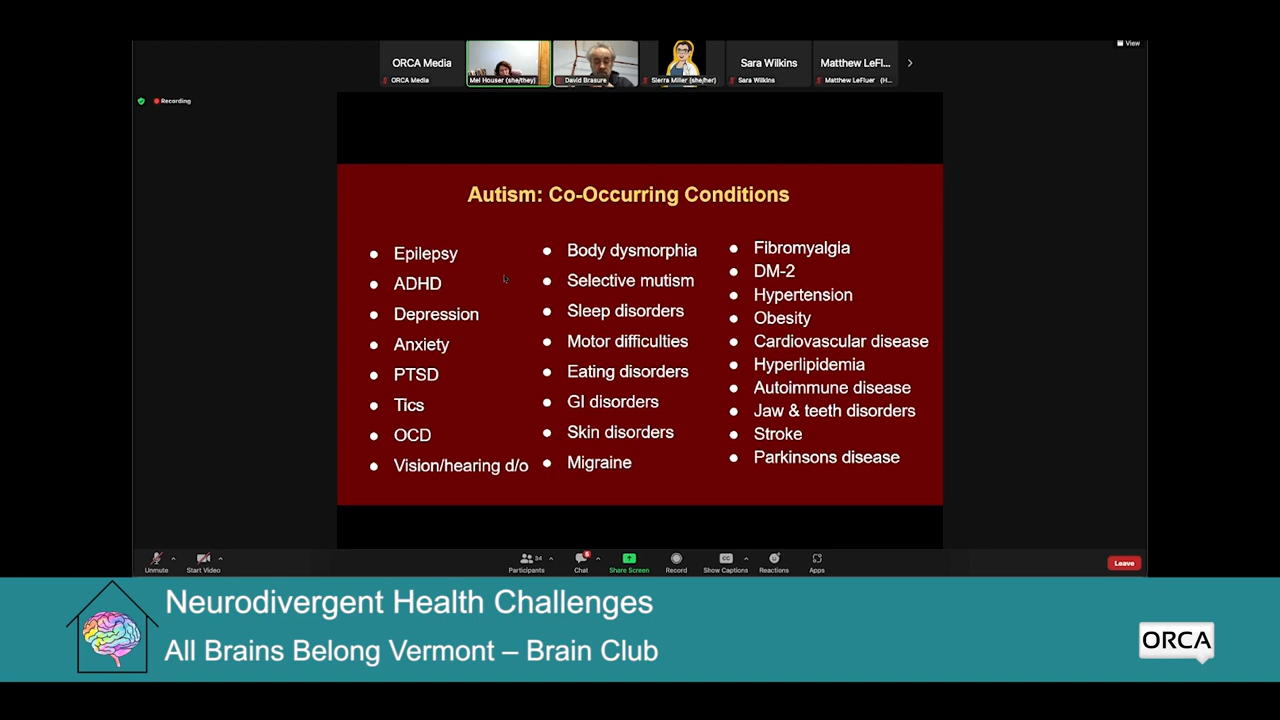 View
ORCA Media
Sara Wilkins
Matthew LeFl...
ORCA Media
Mel Houser (she/they)
David Brasure
Sierra Miller (she/her)
Sara Wilkins
Matthew LeFluer (H...
Recording
Autism: Co-Occurring Conditions
Epilepsy
ADHD
Depression
Anxiety
PTSD
Tics
OCD
Vision/hearing d/o
Body dysmorphia
Selective mutism
Sleep disorders
Motor difficulties
Eating disorders
GI disorders
Skin disorders
Migraine
Fibromyalgia
DM-2
Hypertension
Obesity
Cardiovascular disease
Hyperlipidemia
Autoimmune disease
Jaw & teeth disorders
Stroke
Parkinsons disease
Unmute
Start Video
34
Participants
Chat
Share Screen
Record
CC
Show Captions
Reactions
Apps
Leave
Neurodivergent Health Challenges
All Brains Belong Vermont – Brain Club
ORCA